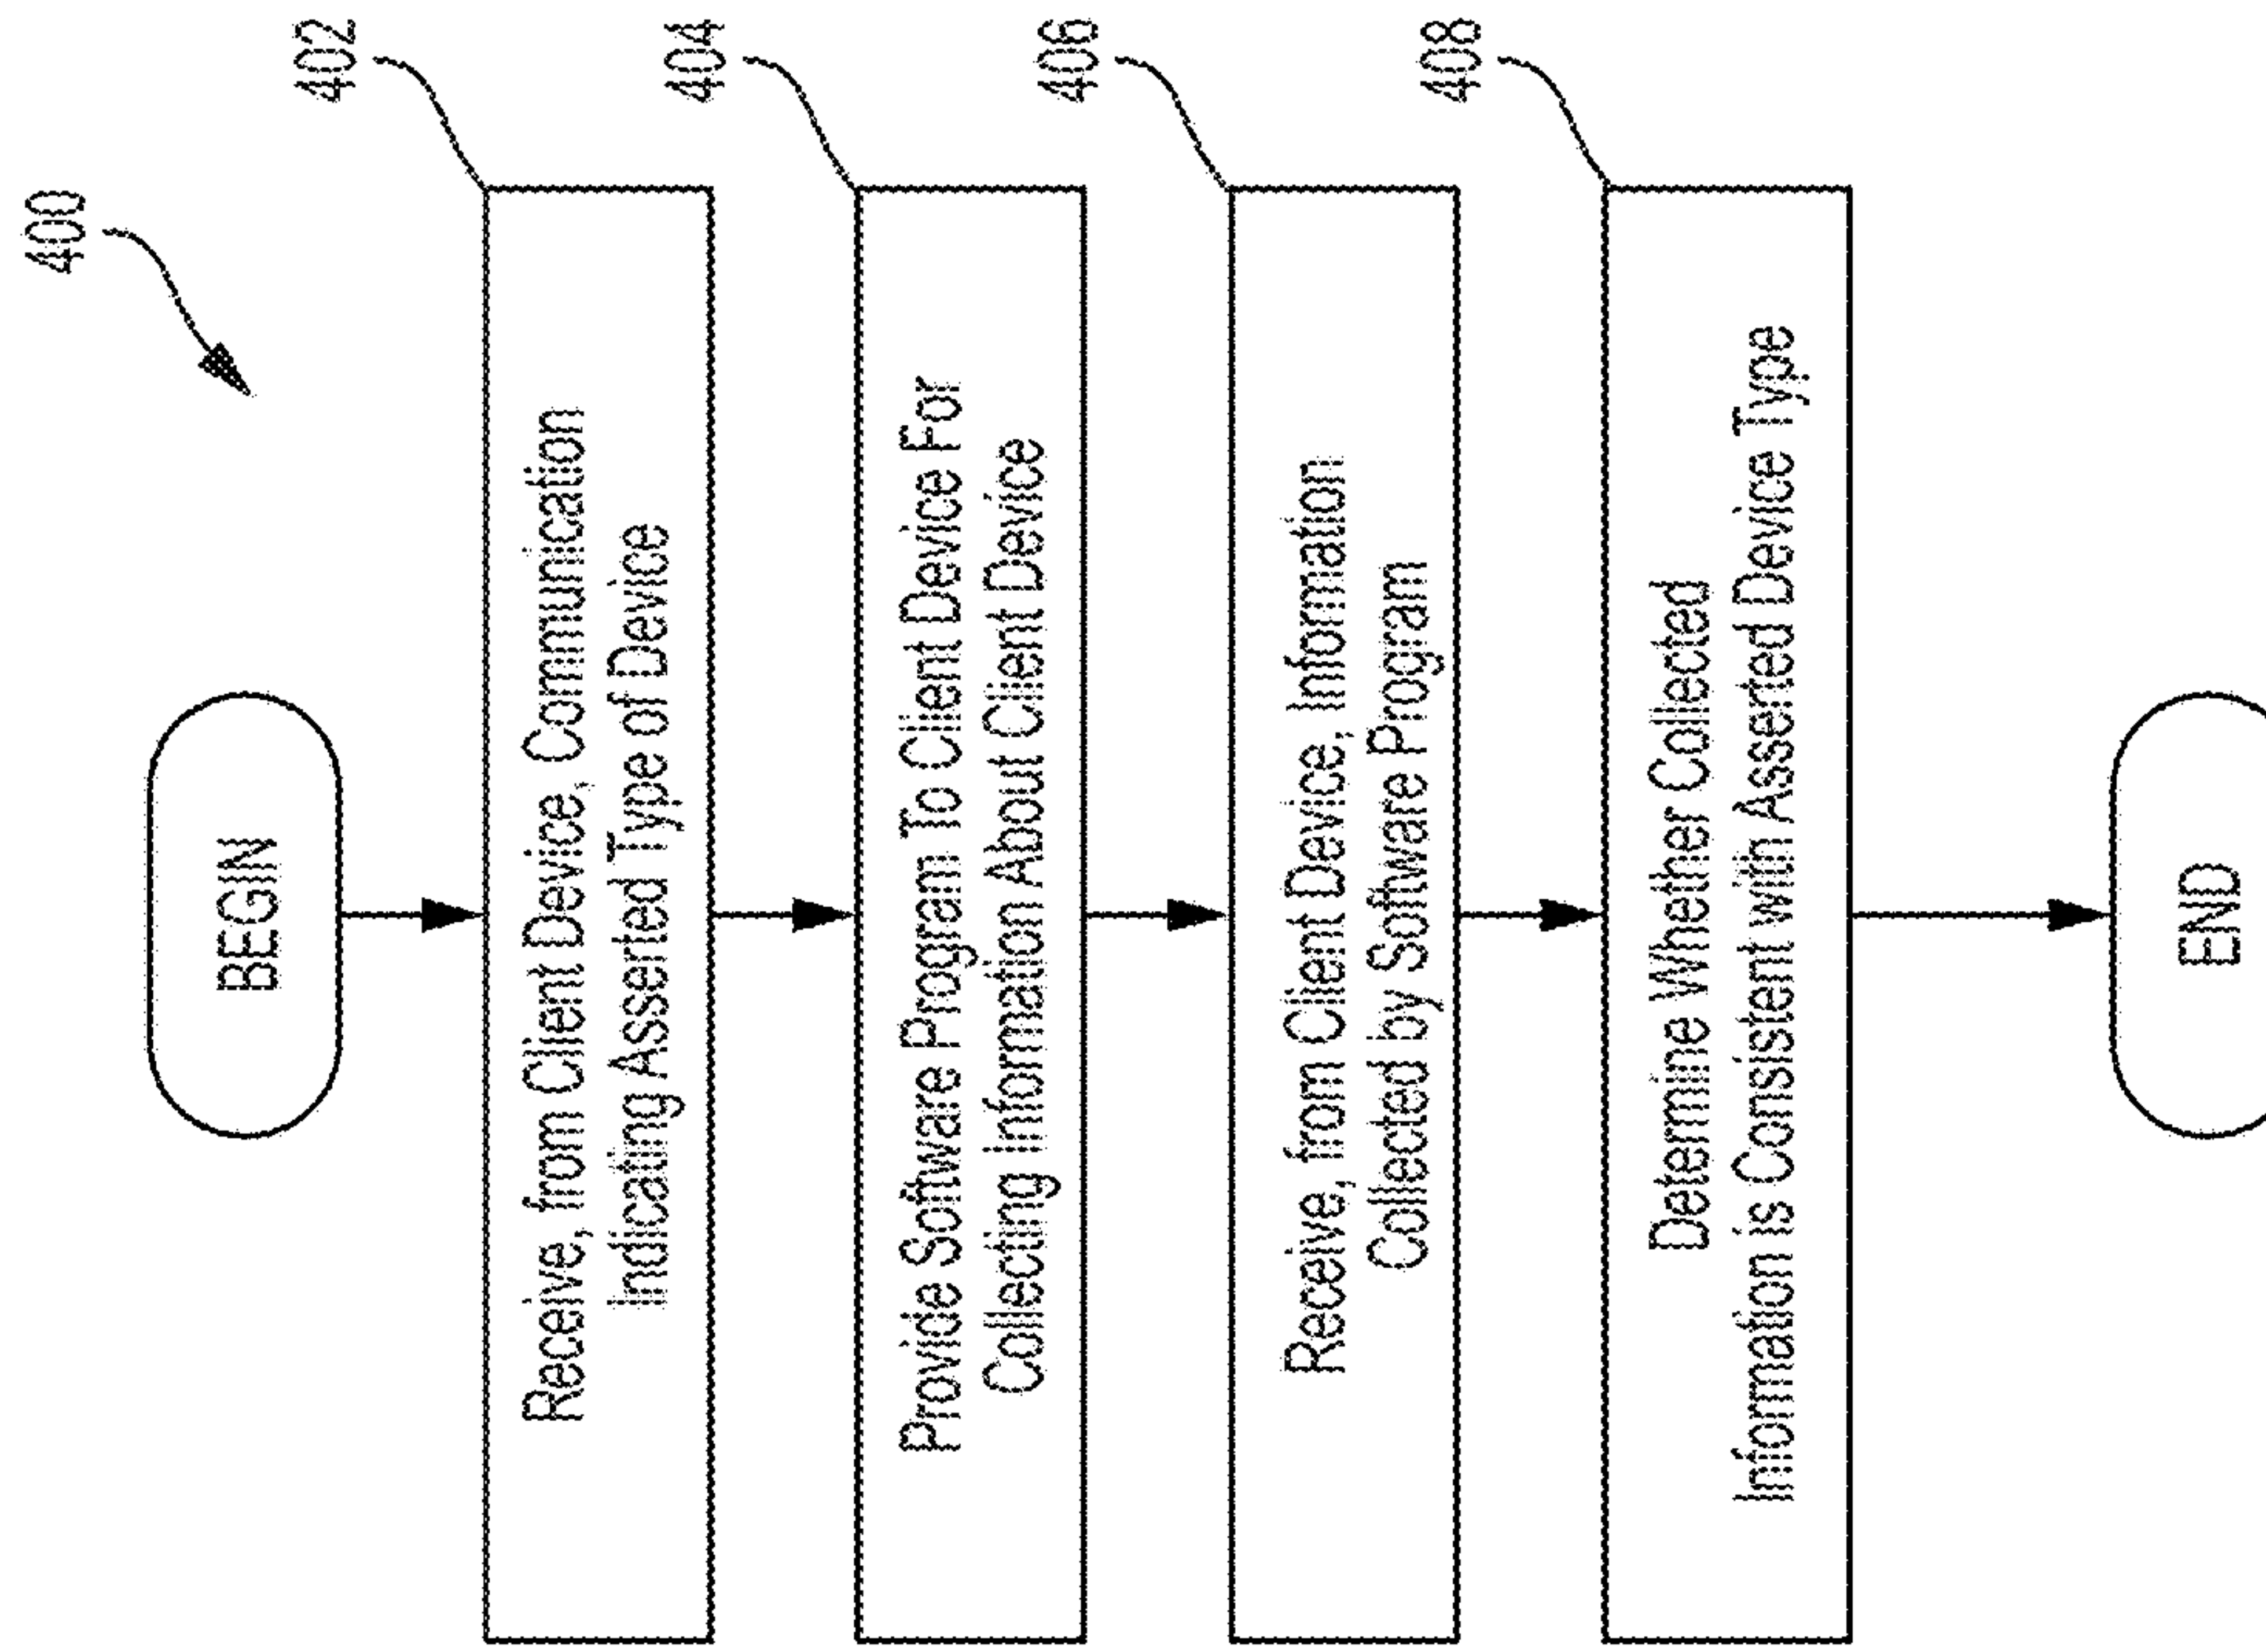 400
BEGIN
402
Receive, from Client Device, Communication
Indicating Asserted Type of Device
404
Provide Software Program To Client Device For
Collecting Information About Client Device
406
Receive, from Client Device, Information
Collected by Software Program
408
Determine Whether Collected
Information is Consistent with Asserted Device Type
END